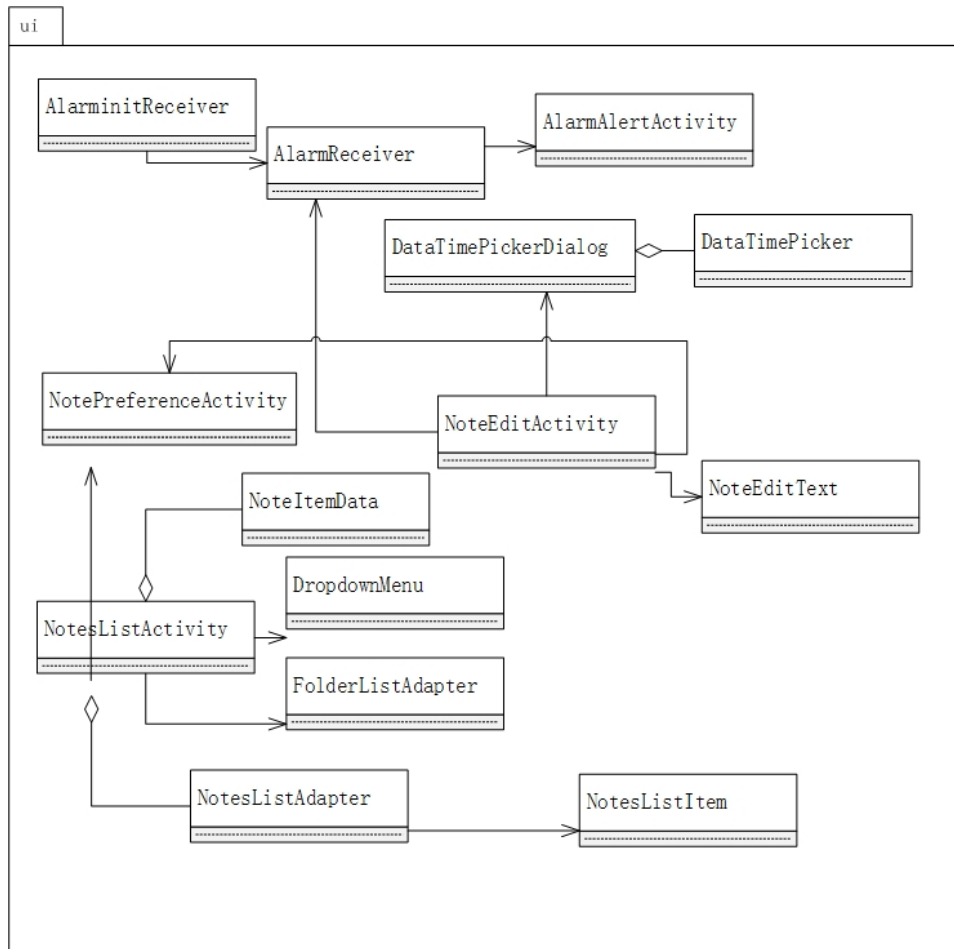 ui
AlarminitReceiver
AlarmReceiver
AlarmAlertActivity
DataTimePickerDialog
DataTimePicker
NotePreferenceActivity
NoteEditActivity
NoteEditText
NoteItemData
DropdownMenu
NotesListActivity
FolderListAdapter
NotesListAdapter
NotesListItem